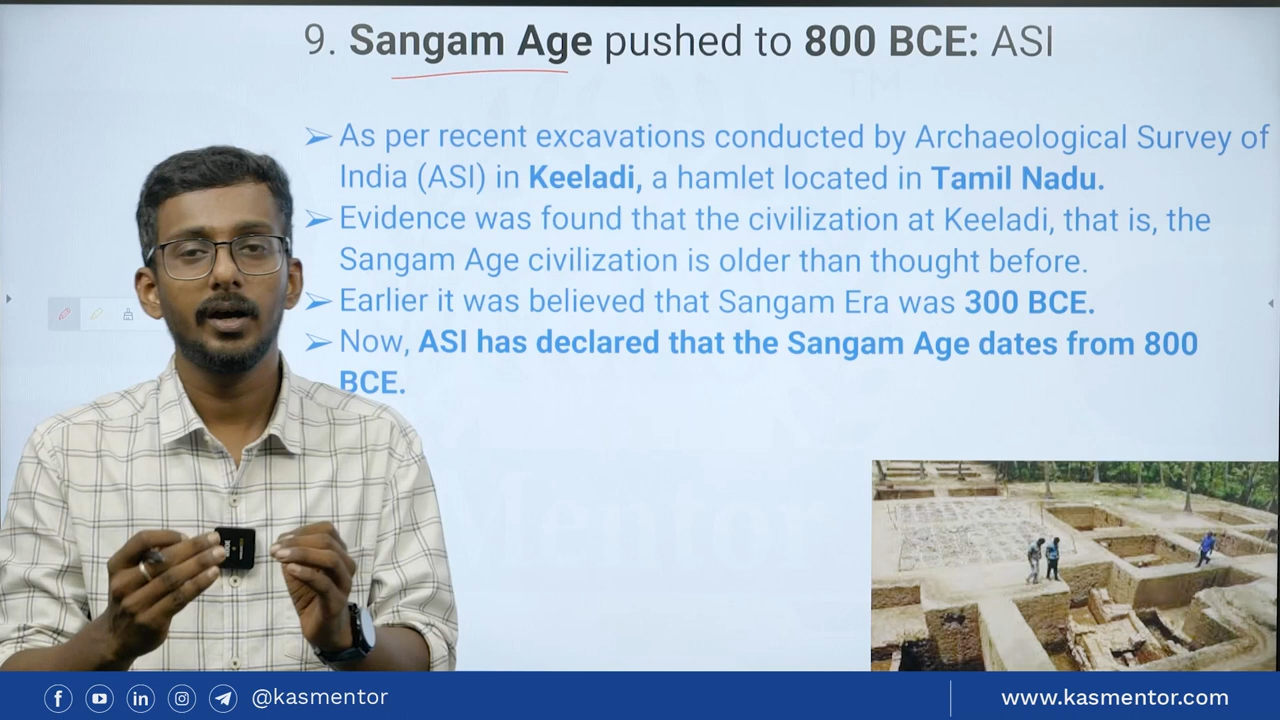 9. Sangam Age pushed to 800 BCE: ASI
TM
➢ As per recent excavations conducted by Archaeological Survey of
India (ASI) in Keeladi, a hamlet located in Tamil Nadu.
➢ Evidence was found that the civilization at Keeladi, that is, the
Sangam Age civilization is older than thought before.
➢ Earlier it was believed that Sangam Era was 300 BCE.
➢ Now, ASI has declared that the Sangam Age dates from 800
BCE.
Mentor
@kasmentor
www.kasmentor.com